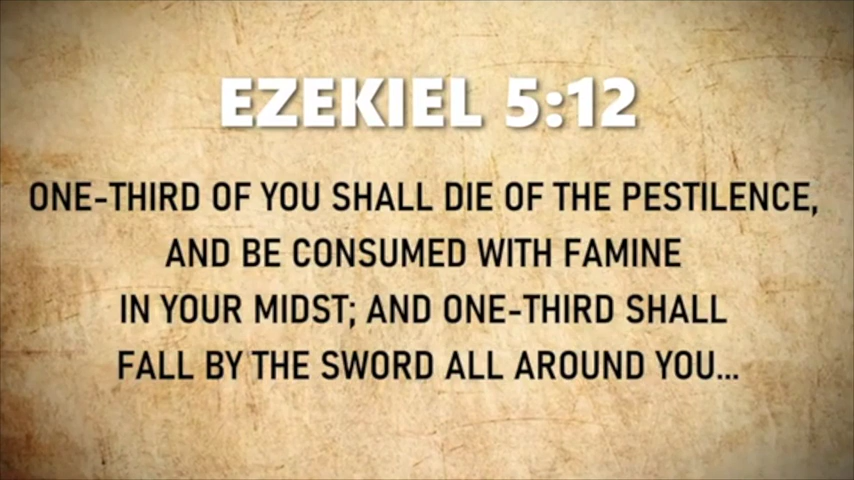 EZEKIEL 5:12
ONE-THIRD OF YOU SHALL DIE OF THE PESTILENCE,
AND BE CONSUMED WITH FAMINE
IN YOUR MIDST; AND ONE-THIRD SHALL
FALL BY THE SWORD ALL AROUND YOU...